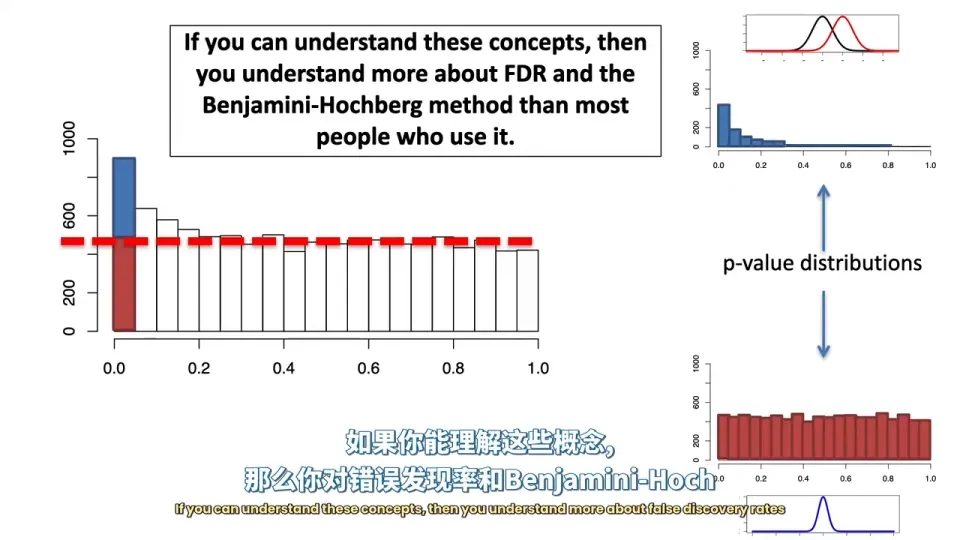 If you can understand these concepts, then
you understand more about FDR and the
Benjamini-Hochberg method than most
people who use it.
1000
600
200
0
0.0 0.2 0.4 0.6 0.8 1.0
1000
600
200
0
0.0 0.2 0.4 0.6 0.8 1.0
p-value distributions
1000
600
400
200
0
0.0 0.2 0.4 0.6 0.8 1.0
如果你能理解这些概念，
那么你对错误发现率和Benjamini-Hoch
If you can understand these concepts, then you understand more about false discovery rates